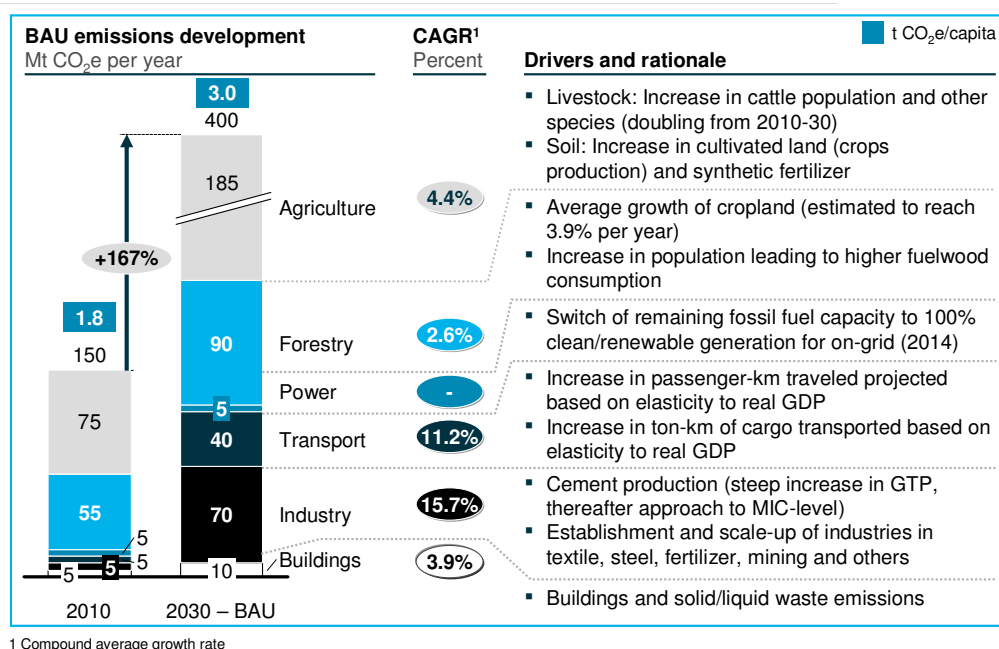 BAU emissions development
Mt CO₂e per year
CAGR¹
Percent
t CO₂e/capita
Drivers and rationale
3.0
400
185
Agriculture
4.4%
+167%
1.8
150
75
90
Forestry
2.6%
Power
-
5
40
Transport
11.2%
55
70
Industry
15.7%
5
5
5
5
10
Buildings
3.9%
2010
2030 – BAU
▪ Livestock: Increase in cattle population and other
species (doubling from 2010-30)
▪ Soil: Increase in cultivated land (crops
production) and synthetic fertilizer
▪ Average growth of cropland (estimated to reach
3.9% per year)
▪ Increase in population leading to higher fuelwood
consumption
▪ Switch of remaining fossil fuel capacity to 100%
clean/renewable generation for on-grid (2014)
▪ Increase in passenger-km traveled projected
based on elasticity to real GDP
▪ Increase in ton-km of cargo transported based on
elasticity to real GDP
▪ Cement production (steep increase in GTP,
thereafter approach to MIC-level)
▪ Establishment and scale-up of industries in
textile, steel, fertilizer, mining and others
▪ Buildings and solid/liquid waste emissions
1 Compound average growth rate